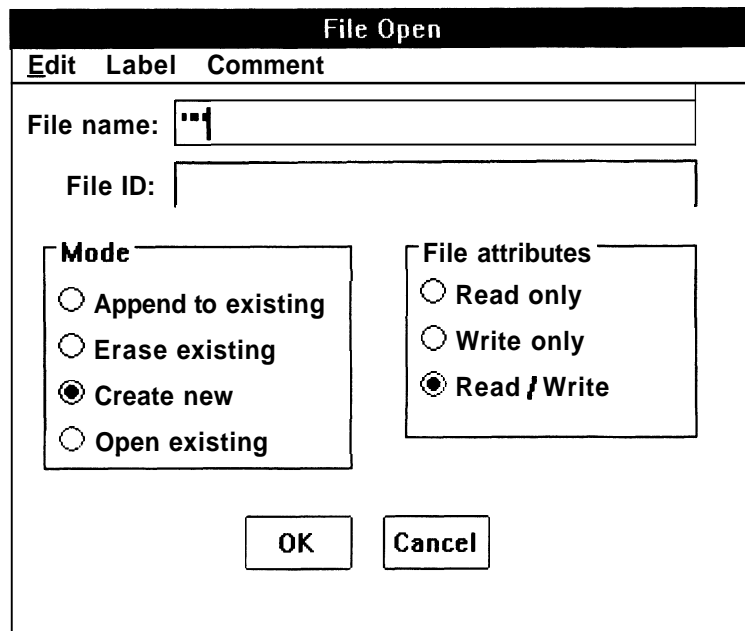 File Open
Edit Label Comment
File name: """
File ID:
Mode
Append to existing
Erase existing
Create new
Open existing
File attributes
Read only
Write only
Read / Write
OK Cancel